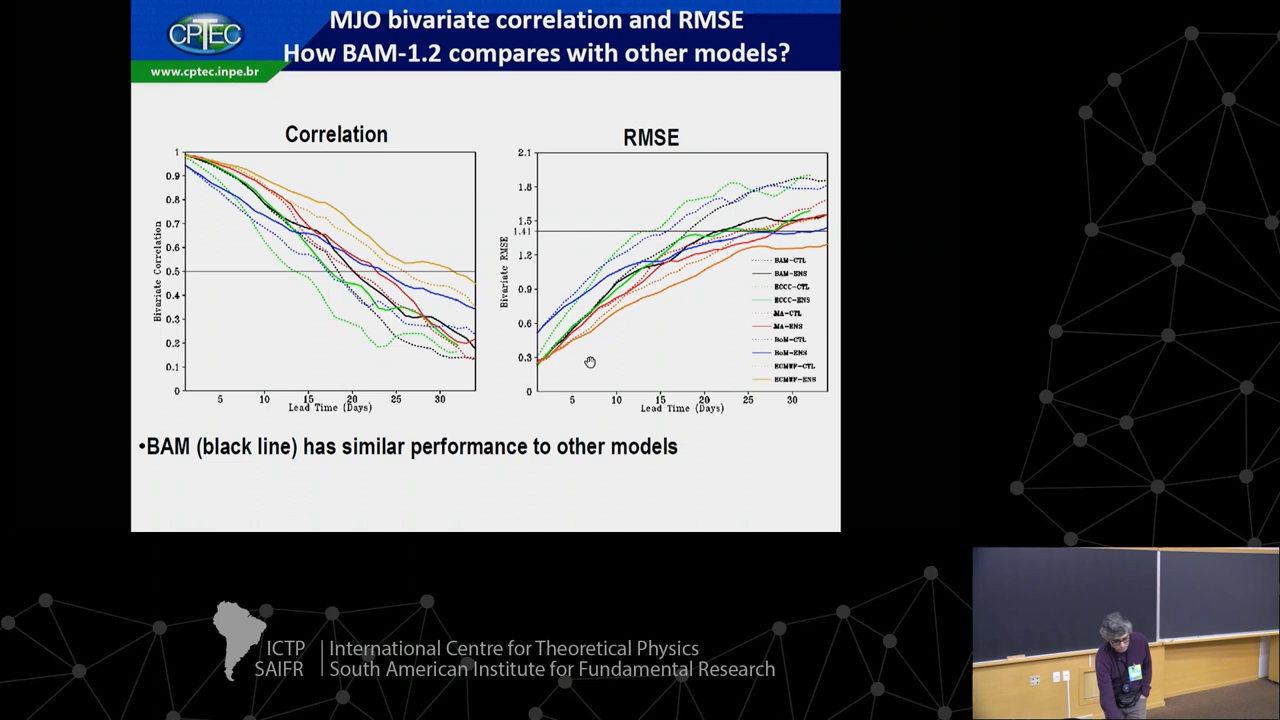 CPTEC
www.cptec.inpe.br
MJO bivariate correlation and RMSE
How BAM-1.2 compares with other models?
Correlation
1
0.9
0.8
0.7
0.6
0.5
0.4
0.3
0.2
0.1
0
Bivariate Correlation
5
10
15
20
25
30
Lead Time (Days)
RMSE
2.1
1.8
1.5
1.41
1.2
0.9
0.6
0.3
0
Bivariate RMSE
5
10
15
20
25
30
Lead Time (Days)
BAM-CTL
BAM-ENS
ECCC-CTL
ECCC-ENS
MA-CTL
MA-ENS
BoM-CTL
BoM-ENS
ECMWF-CTL
ECMWF-ENS
•BAM (black line) has similar performance to other models
ICTP
SAIFR
International Centre for Theoretical Physics
South American Institute for Fundamental Research